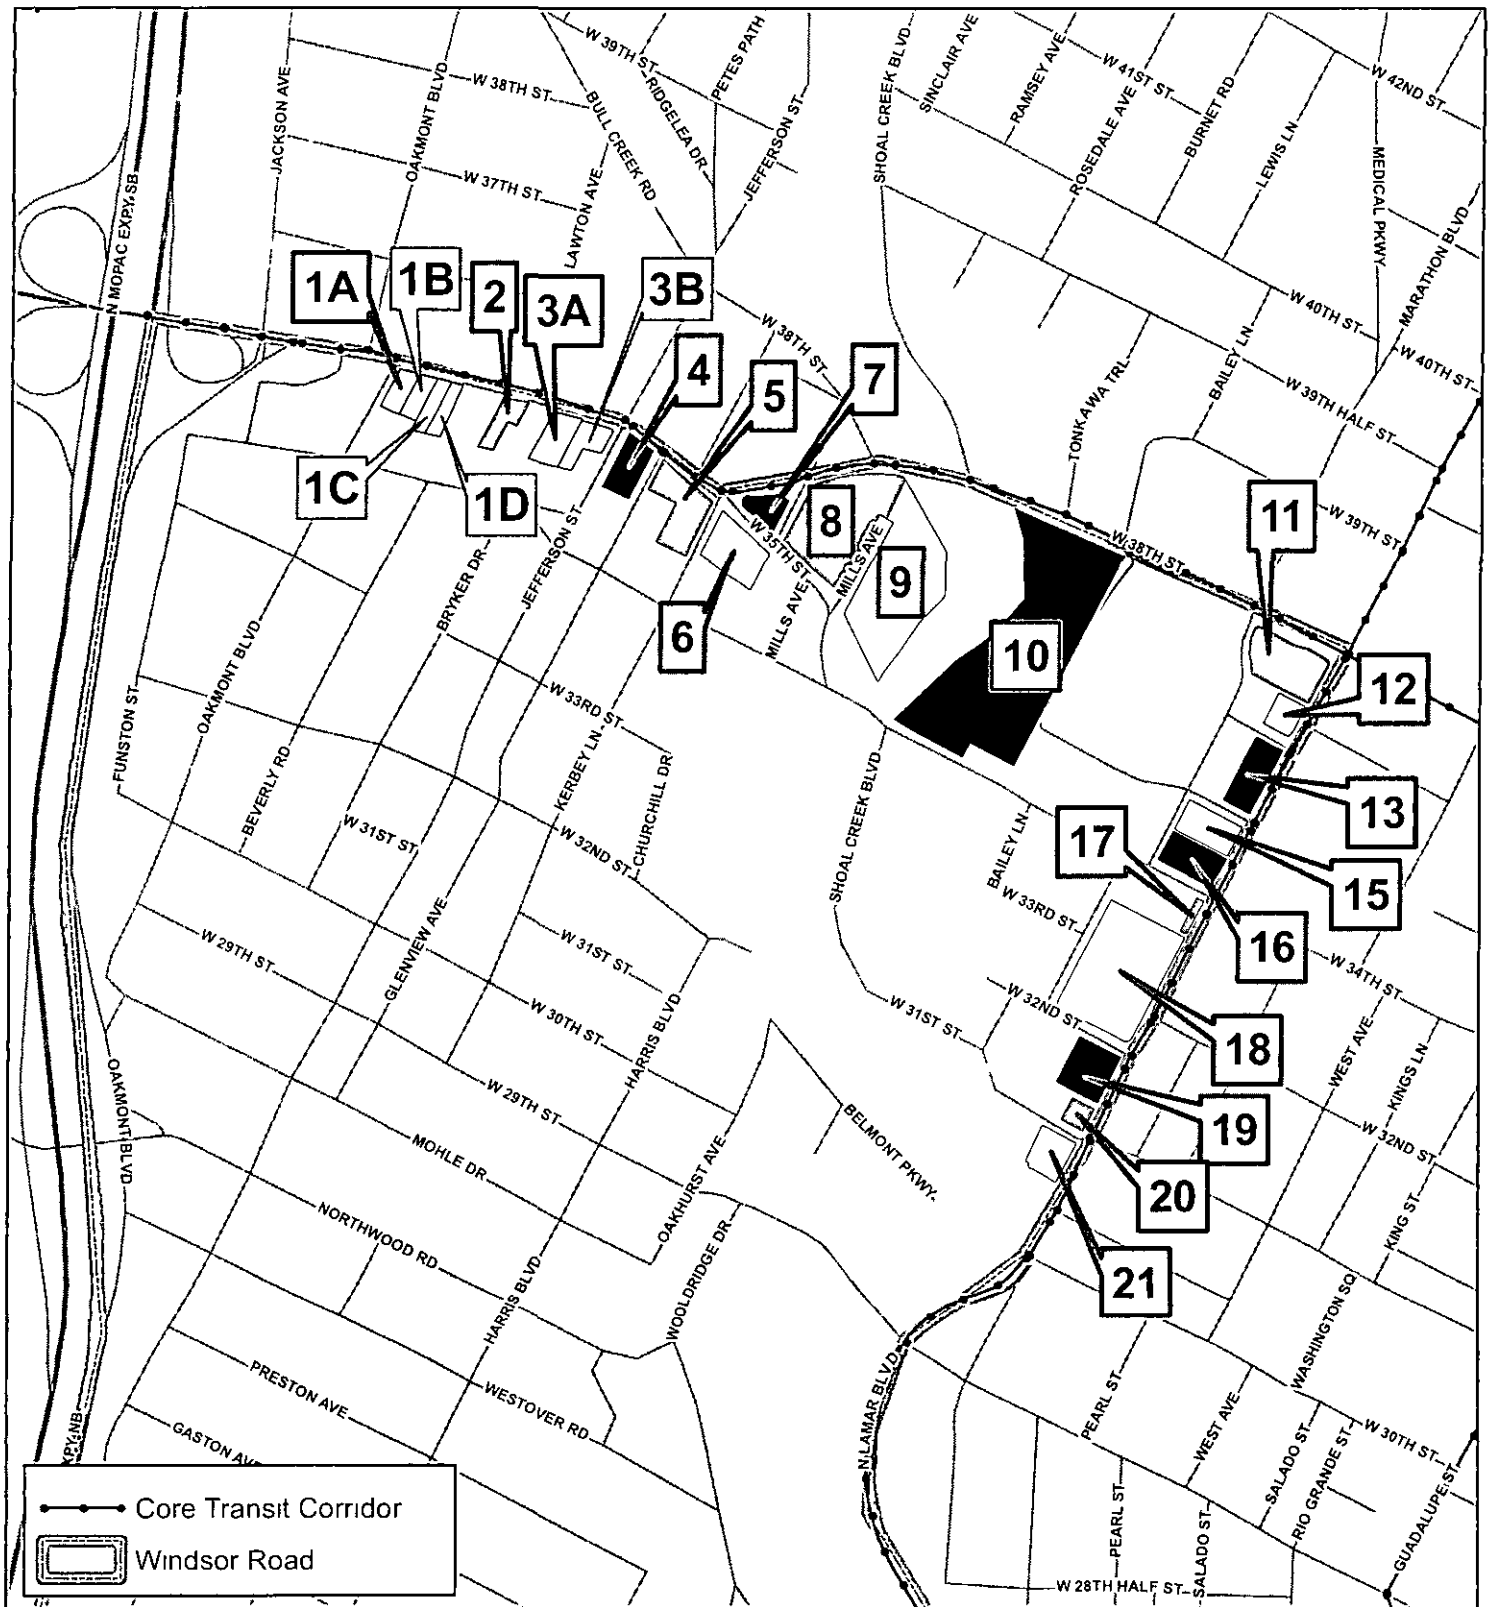 W 39TH ST
PETES PATH
SHOAL CREEK BLVD
SINCLAIR AVE
RAMSEY AVE
W 41ST ST
W 42ND ST
JACKSON AVE
OAKMONT BLVD
W 38TH ST
BULL CREEK RD
RIDGELEA DR
JEFFERSON ST
ROSEDALE AVE
BURNET RD
LEWIS LN
MEDICAL PKWY
MARATHON BLVD
N MOPAC EXPY SB
W 37TH ST
LAWTON AVE
1A
1B
2
3A
3B
W 38TH ST
W 40TH ST
W 40TH ST
4
5
7
TONKAWA TRL
BAILEY LN
W 39TH HALF ST
1C
1D
8
W 35TH ST
MILLS AVE
9
W 38TH ST
11
W 39TH ST
BRYKER DR
JEFFERSON ST
6
MILLS AVE
10
12
OAKMONT BLVD
FUNSTON ST
W 33RD ST
KERBEY LN
CHURCHILL DR
SHOAL CREEK BLVD
BEVERLY RD
W 31ST ST
W 32ND ST
BAILEY LN
13
17
15
W 33RD ST
16
W 34TH ST
W 29TH ST
GLENVIEW AVE
W 31ST ST
W 30TH ST
HARRIS BLVD
W 31ST ST
W 32ND ST
18
WEST AVE
KINGS LN
OAKMONT BLVD
W 29TH ST
MOHLE DR
BELMONT PKWY
19
W 32ND ST
OAKHURST AVE
20
KING ST
NORTHWOOD RD
WOOLDRIDGE DR
21
HARRIS BLVD
WASHINGTON SQ
PRESTON AVE
WESTOVER RD
N LAMAR BLVD
PEARL ST
WEST AVE
SALADO ST
W 30TH ST
GASTON AVE
XPY NB
RIO GRANDE ST
GUADALUPE ST
PEARL ST
SALADO ST
W 28TH HALF ST
Core Transit Corridor
Windsor Road